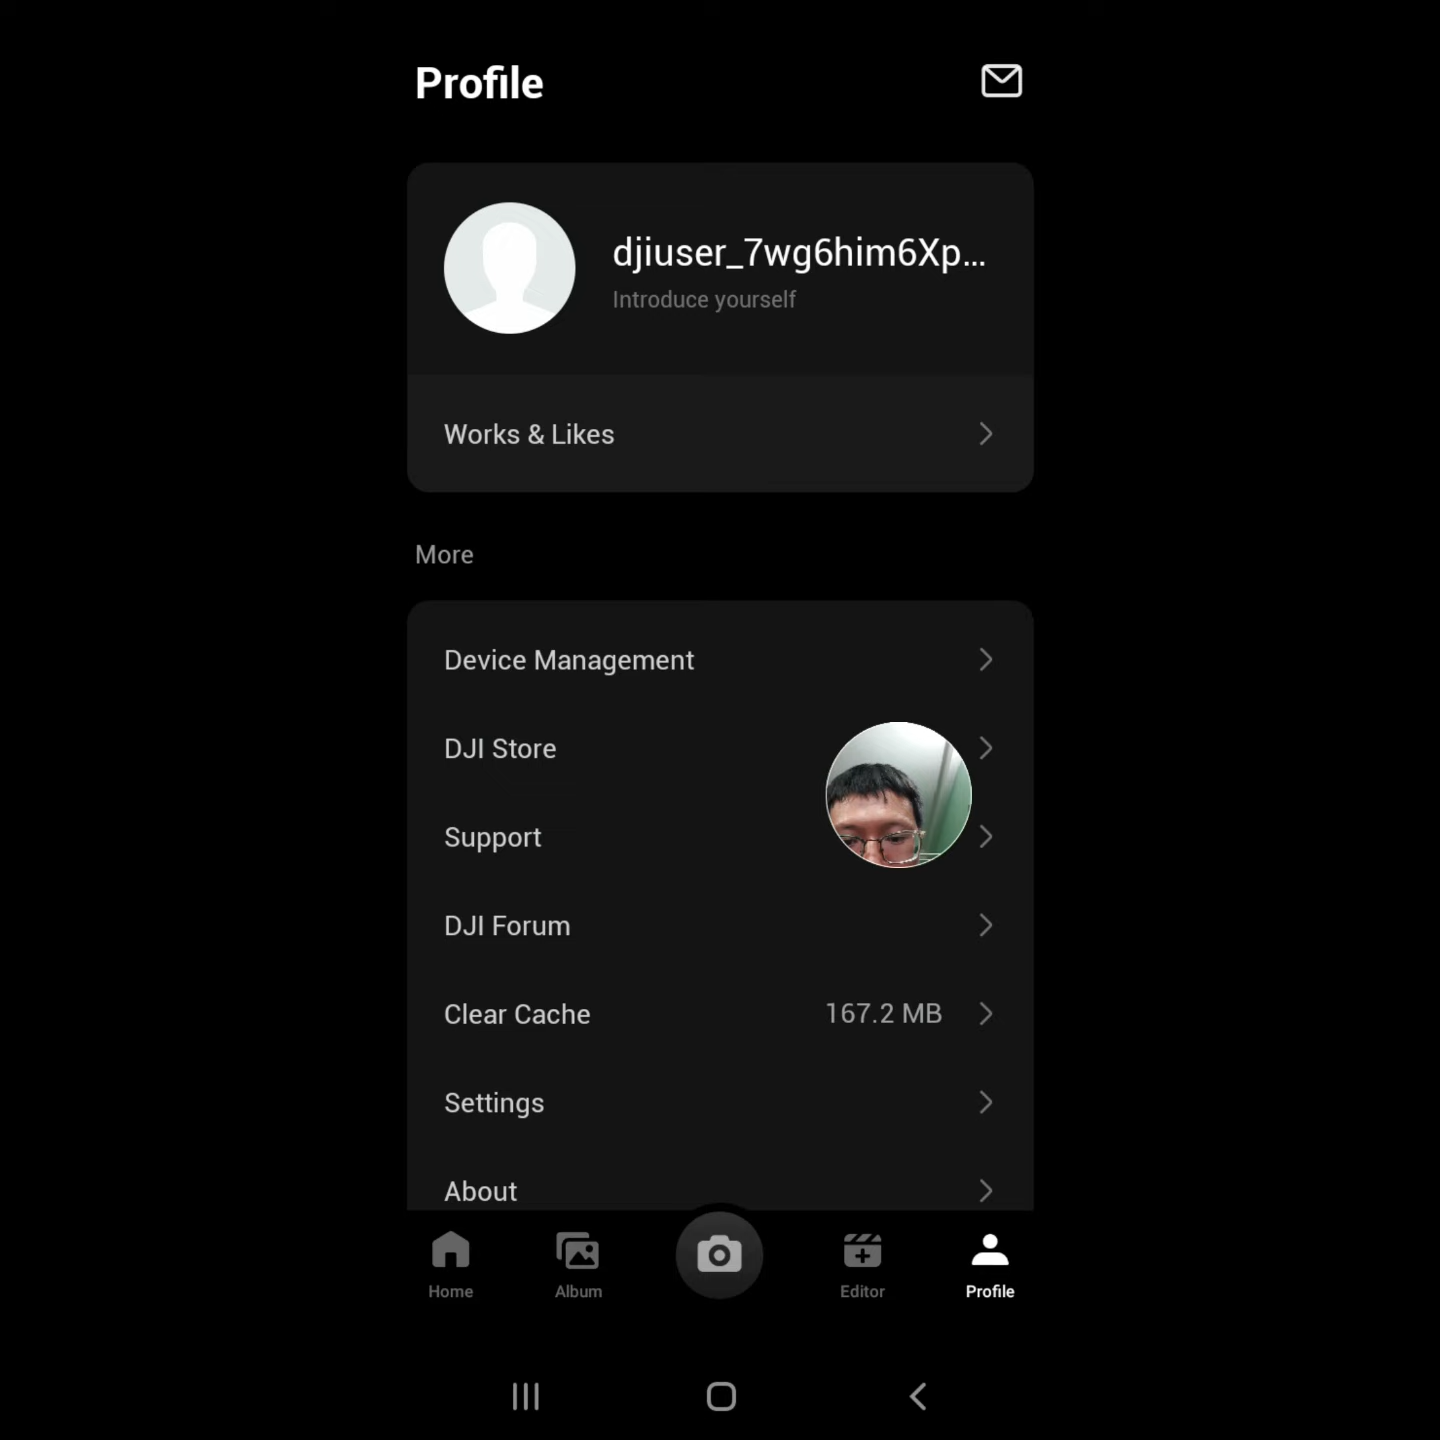 Profile
djiuser_7wg6him6Xp...
Introduce yourself
Works & Likes
More
Device Management
DJI Store
Support
DJI Forum
Clear Cache 167.2 MB
Settings
About
Home Album Editor Profile